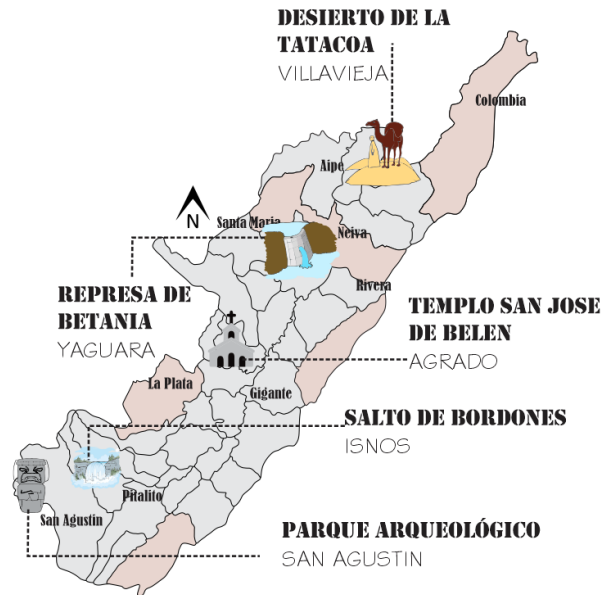 DESIERTO DE LA
TATACOA
VILLAVIEJA
Colombia
Aipe
N
Santa Maria
Neiva
Rivera
REPRESA DE
BETANIA
YAGUARA
TEMPLO SAN JOSE
DE BELEN
AGRADO
La Plata
Gigante
SALTO DE BORDONES
ISNOS
Pitalito
San Agustin
PARQUE ARQUEOLÓGICO
SAN AGUSTIN